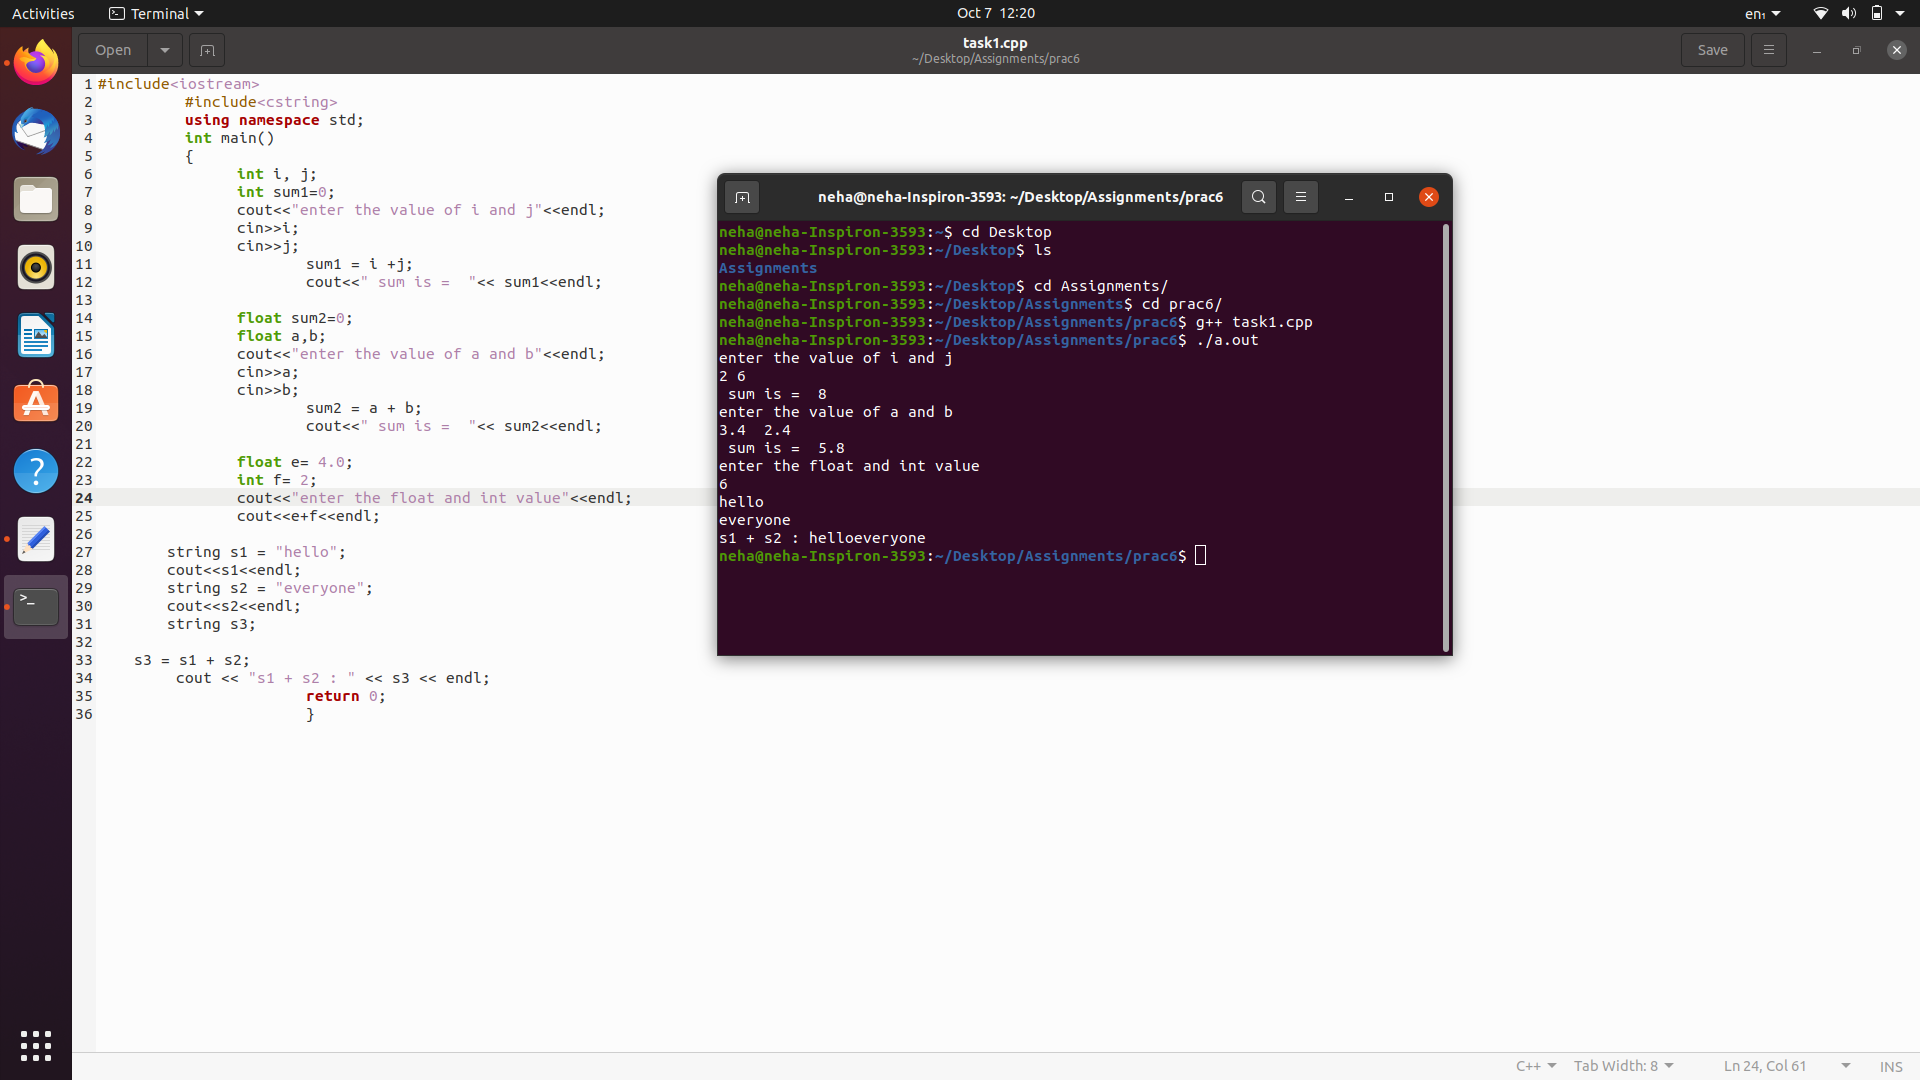 Activities
Terminal
Oct 7 12:20
en₁
Open
task1.cpp
~/Desktop/Assignments/prac6
Save
1 #include<iostream>
2 #include<cstring>
3 using namespace std;
4 int main()
5 {
6 int i, j;
7 int sum1=0;
8 cout<<"enter the value of i and j"<<endl;
9 cin>>i;
10 cin>>j;
11 sum1 = i +j;
12 cout<<" sum is =  "<< sum1<<endl;
13
14 float sum2=0;
15 float a,b;
16 cout<<"enter the value of a and b"<<endl;
17 cin>>a;
18 cin>>b;
19 sum2 = a + b;
20 cout<<" sum is =  "<< sum2<<endl;
21
22 float e= 4.0;
23 int f= 2;
24 cout<<"enter the float and int value"<<endl;
25 cout<<e+f<<endl;
26
27 string s1 = "hello";
28 cout<<s1<<endl;
29 string s2 = "everyone";
30 cout<<s2<<endl;
31 string s3;
32
33 s3 = s1 + s2;
34 cout << "s1 + s2 : " << s3 << endl;
35 return 0;
36 }
neha@neha-Inspiron-3593: ~/Desktop/Assignments/prac6
neha@neha-Inspiron-3593:~$ cd Desktop
neha@neha-Inspiron-3593:~/Desktop$ ls
Assignments
neha@neha-Inspiron-3593:~/Desktop$ cd Assignments/
neha@neha-Inspiron-3593:~/Desktop/Assignments$ cd prac6/
neha@neha-Inspiron-3593:~/Desktop/Assignments/prac6$ g++ task1.cpp
neha@neha-Inspiron-3593:~/Desktop/Assignments/prac6$ ./a.out
enter the value of i and j
2 6
 sum is =  8
enter the value of a and b
3.4  2.4
 sum is =  5.8
enter the float and int value
6
hello
everyone
s1 + s2 : helloeveryone
neha@neha-Inspiron-3593:~/Desktop/Assignments/prac6$
C++
Tab Width: 8
Ln 24, Col 61
INS